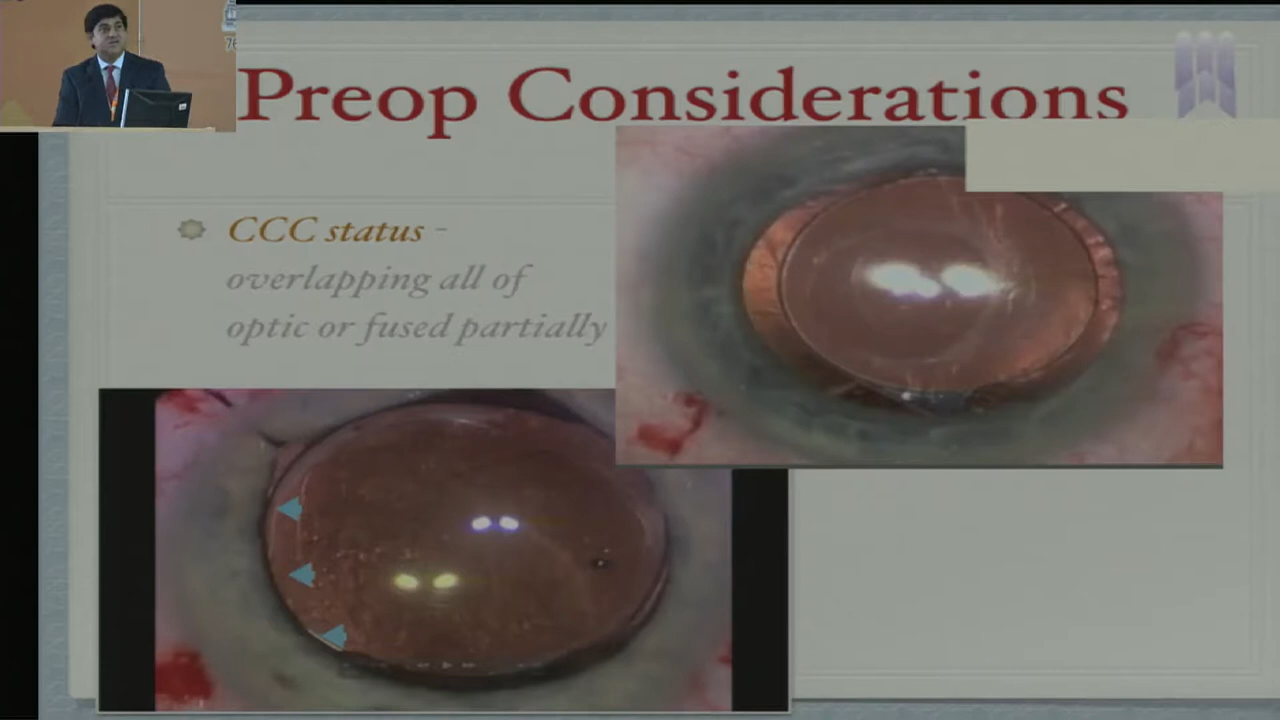 Preop Considerations
CCC status -
overlapping all of
optic or fused partially